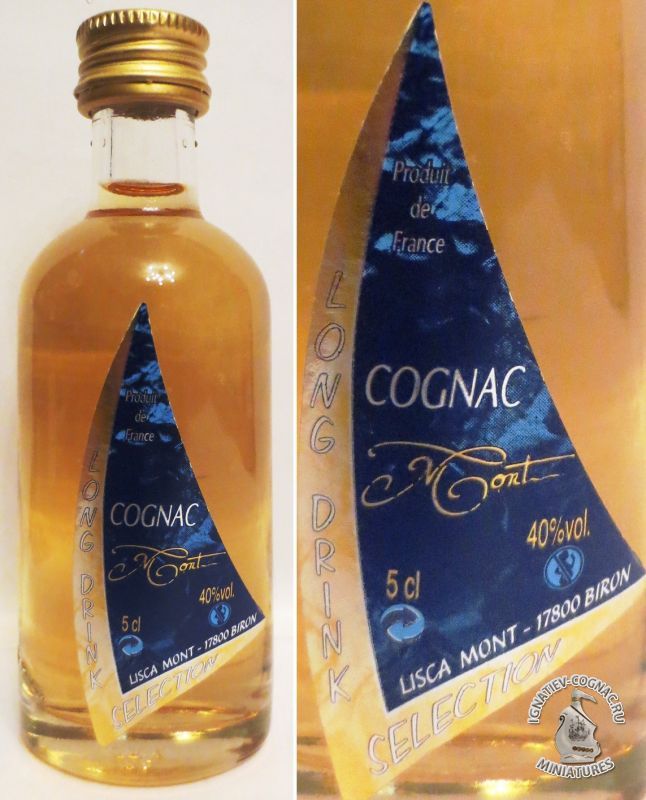 Produit
de
France
LONG DRINK
COGNAC
Mont
40%vol.
5 cl
LISCA MONT - 17800 BIRON
SELECTION
Produit
de
France
LONG DRINK
COGNAC
Mont
40%vol.
5 cl
LISCA MONT - 17800 BIRON
SELECTION
IGNATIEV-COGNAC.RU
MINIATURES